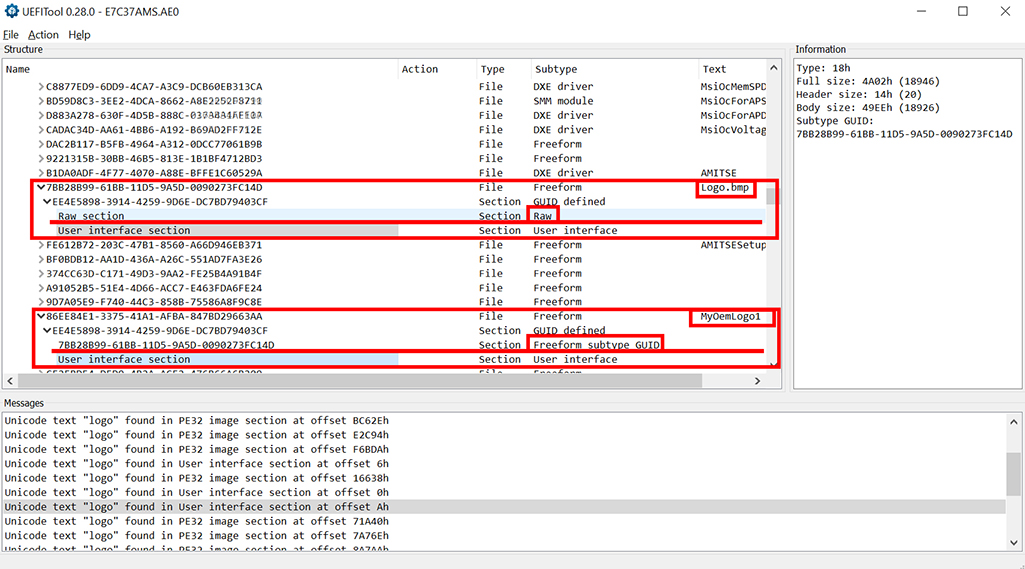 UEFITool 0.28.0 - E7C37AMS.AE0
File Action Help
Structure
Name Action Type Subtype Text
C8877ED9-6DD9-4CA7-A3C9-DCB60EB313CA File DXE driver MsiOcMemSPD
BD59D8C3-3EE2-4DCA-8662-A8E2252F8711 File SMM module MsiOcForAPS
D883A278-630F-4D5B-888C- File DXE driver MsiOcForAPD
CADAC34D-AA61-4BB6-A192-B69AD2FF712E File DXE driver MsiOcVoltag
DAC2B117-B5FB-4964-A312-0DCC77061B9B File Freeform
9221315B-30BB-46B5-813E-1B1BF4712BD3 File Freeform
B1DA0ADF-4F77-4070-A88E-BFFE1C60529A File DXE driver AMITSE
7BB28B99-61BB-11D5-9A5D-0090273FC14D File Freeform Logo.bmp
EE4E5898-3914-4259-9D6E-DC7BD79403CF Section GUID defined
Raw section Section Raw
User interface section Section User interface
FE612B72-203C-47B1-8560-A66D946EB371 File Freeform AMITSESetup
BF0BDB12-AA1D-436A-A26C-551AD7FA3E26 File Freeform
374CC63D-C171-49D3-9AA2-FE25B4A91B4F File Freeform
A91052B5-51E4-4D66-ACC7-E463FDA6FE24 File Freeform
9D7A05E9-F740-44C3-858B-75586A8F9C8E File Freeform
86EE84E1-3375-41A1-AFBA-847BD29663AA File Freeform MyOemLogo1
EE4E5898-3914-4259-9D6E-DC7BD79403CF Section GUID defined
7BB28B99-61BB-11D5-9A5D-0090273FC14D Section Freeform subtype GUID
User interface section Section User interface
Information
Type: 18h
Full size: 4A02h (18946)
Header size: 14h (20)
Body size: 49EEh (18926)
Subtype GUID:
7BB28B99-61BB-11D5-9A5D-0090273FC14D
Messages
Unicode text "logo" found in PE32 image section at offset BC62Eh
Unicode text "logo" found in PE32 image section at offset E2C94h
Unicode text "logo" found in PE32 image section at offset F6BDAh
Unicode text "logo" found in User interface section at offset 6h
Unicode text "logo" found in PE32 image section at offset 16638h
Unicode text "logo" found in User interface section at offset 0h
Unicode text "logo" found in User interface section at offset Ah
Unicode text "logo" found in PE32 image section at offset 71A40h
Unicode text "logo" found in PE32 image section at offset 7A76Eh
Unicode text "logo" found in PE32 image section at offset 8A7AAh